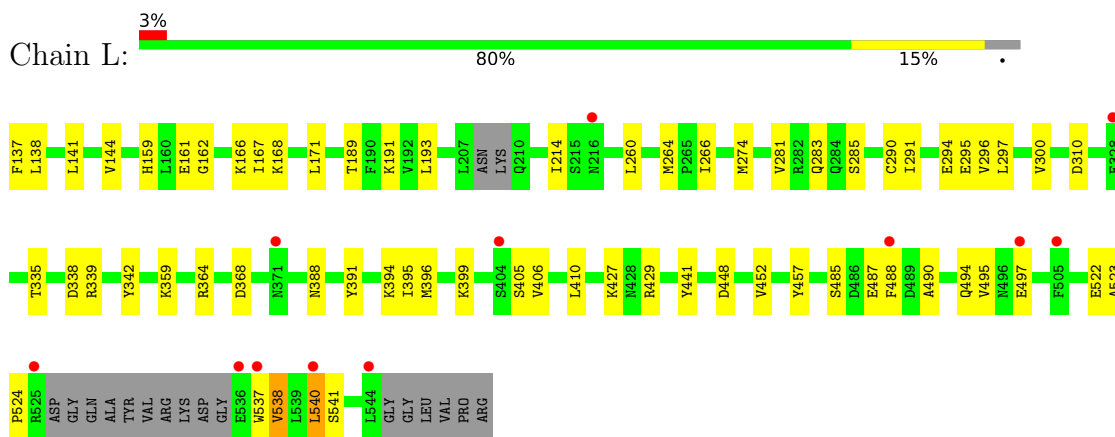 3%
Chain L:
80% 15% •
F137 L138 L141 V144 H159 L160 E161 G162 K166 I167 K168 L171 T189 F190 K191 V192 L193 L207 ASN LYS Q210 I214 S215 N216 L260 M264 P265 I266 M274 V281 R282 Q283 Q284 S285 C290 I291 E294 E295 V296 L297 V300 D310 E328
T335 D338 R339 Y342 K359 R364 D368 N371 N388 Y391 K394 I395 M396 K399 S404 S405 V406 L410 K427 N428 R429 Y441 D448 V452 Y457 S485 D486 E487 F488 D489 A490 Q494 V495 N496 E497 F505 E522 A523
P524 R525 ASP GLY GLN ALA TYR VAL ARG LYS ASP GLY E536 W537 V538 L539 L540 S541 L544 GLY GLY LEU VAL PRO ARG